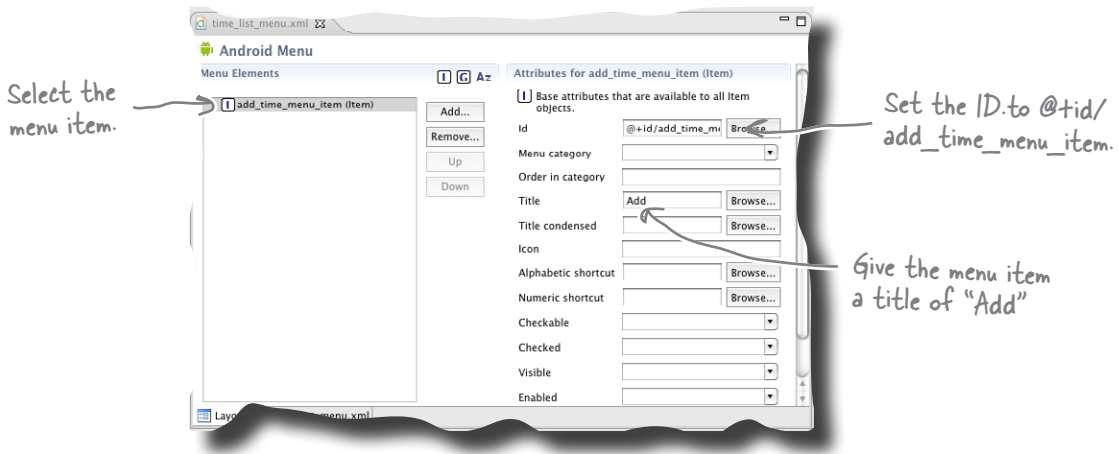 time_list_menu.xml
Android Menu
Menu Elements
I G Az
Attributes for add_time_menu_item (Item)
Select the
menu item.
I add_time_menu_item (Item)
Add...
Remove...
Up
Down
I Base attributes that are available to all Item
objects.
Id @+id/add_time_m Browse...
Menu category
Order in category
Title Add Browse...
Title condensed Browse...
Icon
Alphabetic shortcut Browse...
Numeric shortcut Browse...
Checkable
Checked
Visible
Enabled
Set the ID.to @+id/
add_time_menu_item.
Give the menu item
a title of “Add”
menu.xml